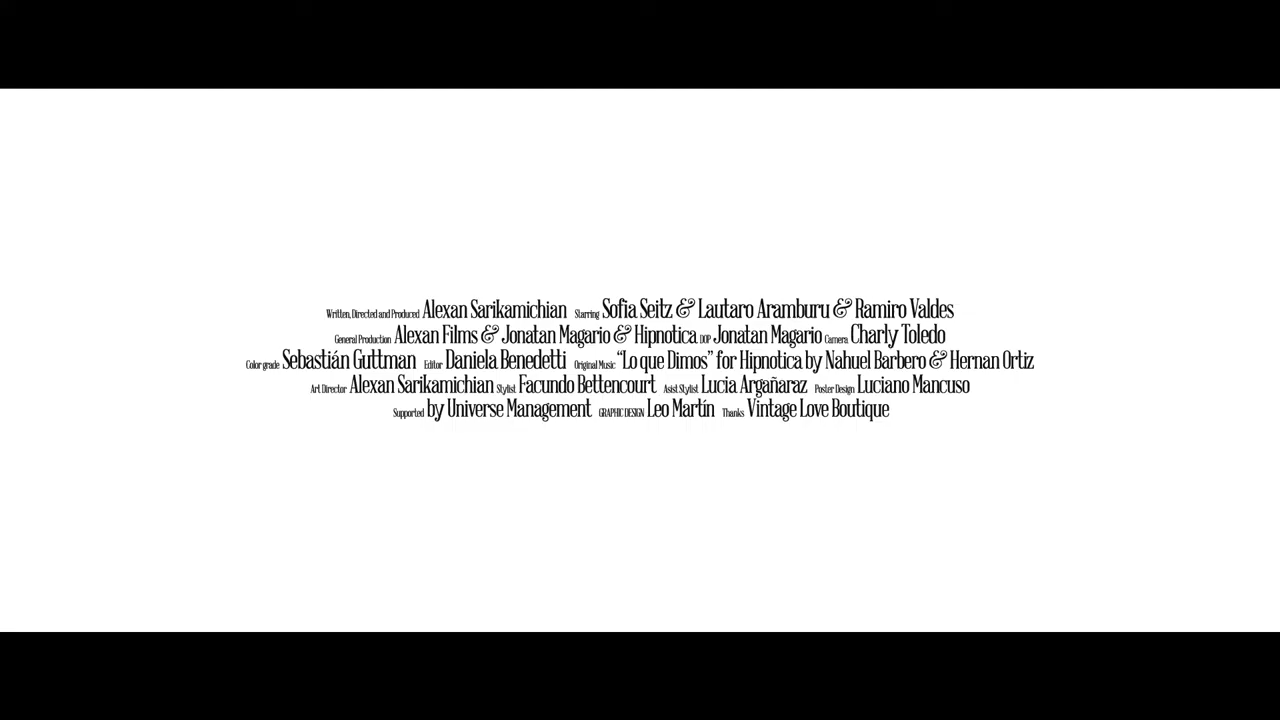 Written, Directed and Produced Alexan Sarikamichian Starring Sofia Seitz & Lautaro Aramburu & Ramiro Valdes
General Production Alexan Films & Jonatan Magario & Hipnotica DOP Jonatan Magario Camera Charly Toledo
Color grade Sebastián Guttman Editor Daniela Benedetti Original Music "Lo que Dimos" for Hipnotica by Nahuel Barbero & Hernan Ortiz
Art Director Alexan Sarikamichian Stylist Facundo Bettencourt Asist Stylist Lucia Argañaraz Poster Design Luciano Mancuso
Supported by Universe Management GRAPHIC DESIGN Leo Martín Thanks Vintage Love Boutique